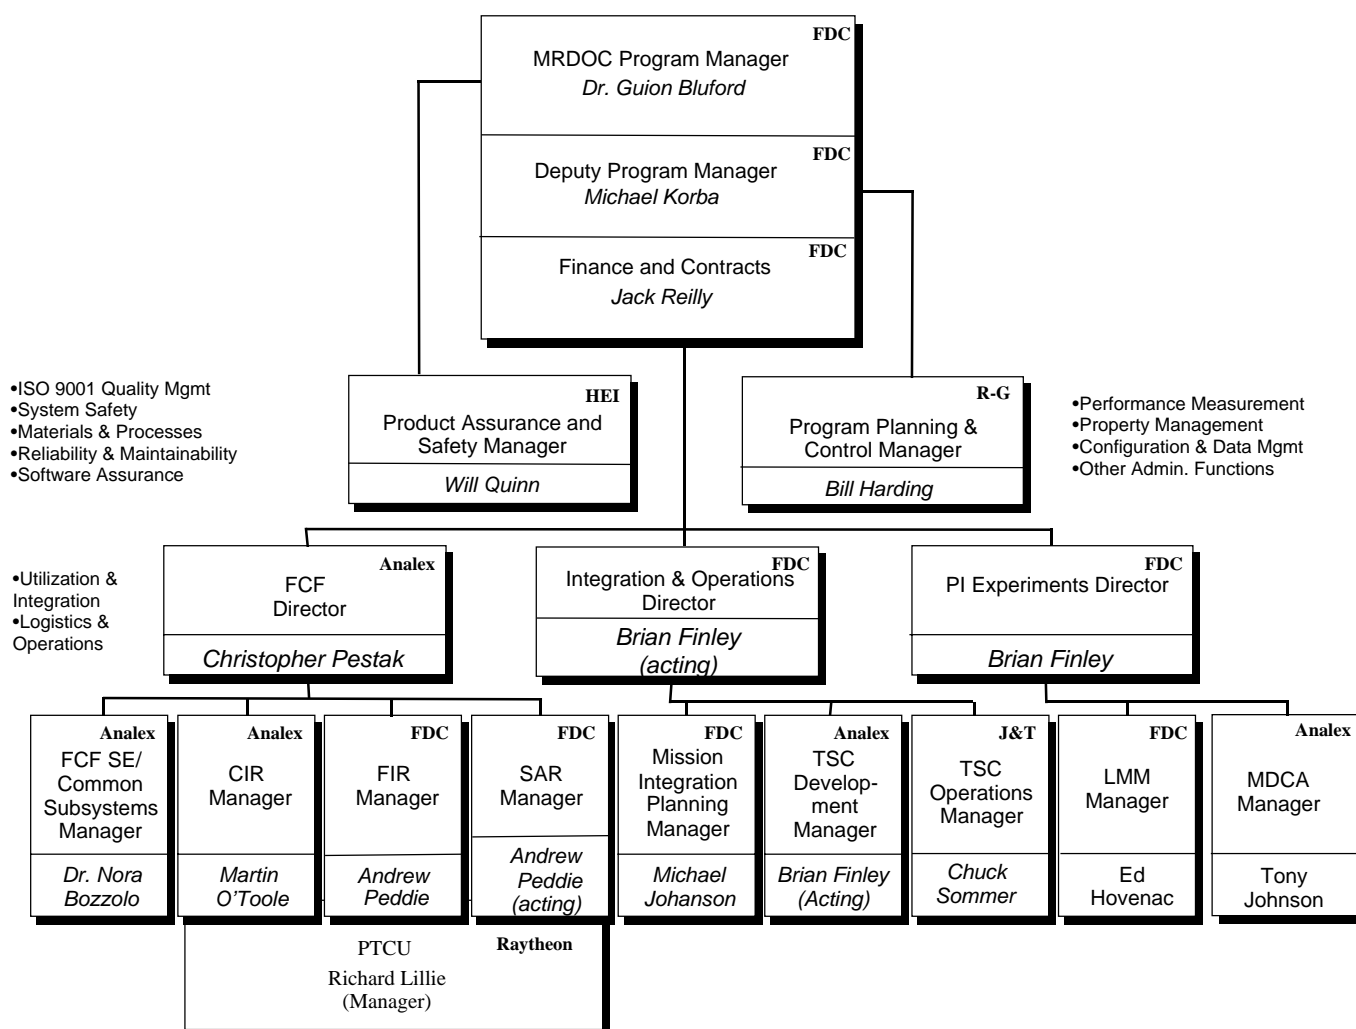 FDC
MRDOC Program Manager
Dr. Guion Bluford
FDC
Deputy Program Manager
Michael Korba
FDC
Finance and Contracts
Jack Reilly
•ISO 9001 Quality Mgmt
•System Safety
•Materials & Processes
•Reliability & Maintainability
•Software Assurance
HEI
Product Assurance and
Safety Manager
Will Quinn
R-G
Program Planning &
Control Manager
Bill Harding
•Performance Measurement
•Property Management
•Configuration & Data Mgmt
•Other Admin. Functions
•Utilization &
Integration
•Logistics &
Operations
Analex
FCF
Director
Christopher Pestak
FDC
Integration & Operations
Director
Brian Finley
(acting)
FDC
PI Experiments Director
Brian Finley
Analex
FCF SE/
Common
Subsystems
Manager
Dr. Nora
Bozzolo
Analex
CIR
Manager
Martin
O'Toole
FDC
FIR
Manager
Andrew
Peddie
FDC
SAR
Manager
Andrew
Peddie
(acting)
FDC
Mission
Integration
Planning
Manager
Michael
Johanson
Analex
TSC
Develop-
ment
Manager
Brian Finley
(Acting)
J&T
TSC
Operations
Manager
Chuck
Sommer
FDC
LMM
Manager
Ed
Hovenac
Analex
MDCA
Manager
Tony
Johnson
Raytheon
PTCU
Richard Lillie
(Manager)